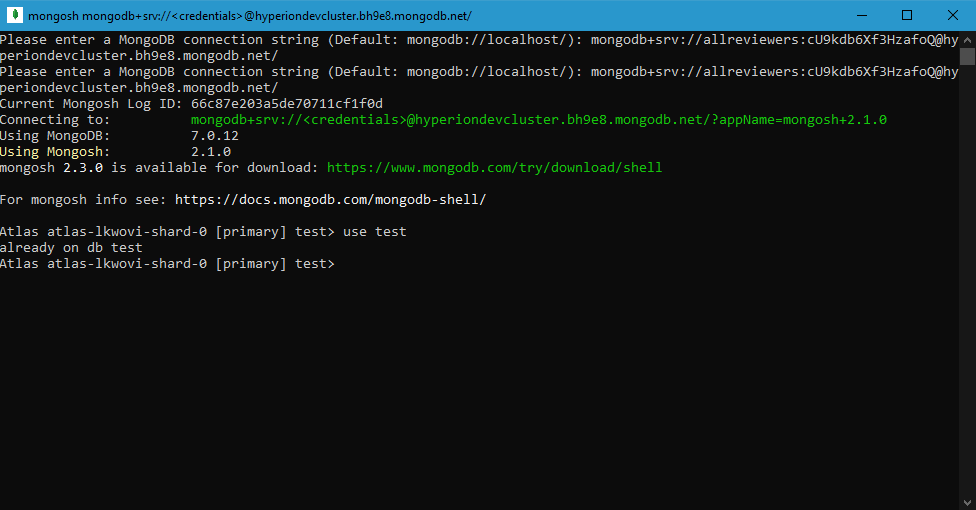 mongosh mongodb+srv://<credentials>@hyperiondevcluster.bh9e8.mongodb.net/
Please enter a MongoDB connection string (Default: mongodb://localhost/): mongodb+srv://allreviewers:cU9kdb6Xf3HzafoQ@hy
periondevcluster.bh9e8.mongodb.net/
Please enter a MongoDB connection string (Default: mongodb://localhost/): mongodb+srv://allreviewers:cU9kdb6Xf3HzafoQ@hy
periondevcluster.bh9e8.mongodb.net/
Current Mongosh Log ID: 66c87e203a5de70711cf1f0d
Connecting to:          mongodb+srv://<credentials>@hyperiondevcluster.bh9e8.mongodb.net/?appName=mongosh+2.1.0
Using MongoDB:          7.0.12
Using Mongosh:          2.1.0
mongosh 2.3.0 is available for download: https://www.mongodb.com/try/download/shell
For mongosh info see: https://docs.mongodb.com/mongodb-shell/
Atlas atlas-lkwovi-shard-0 [primary] test> use test
already on db test
Atlas atlas-lkwovi-shard-0 [primary] test>